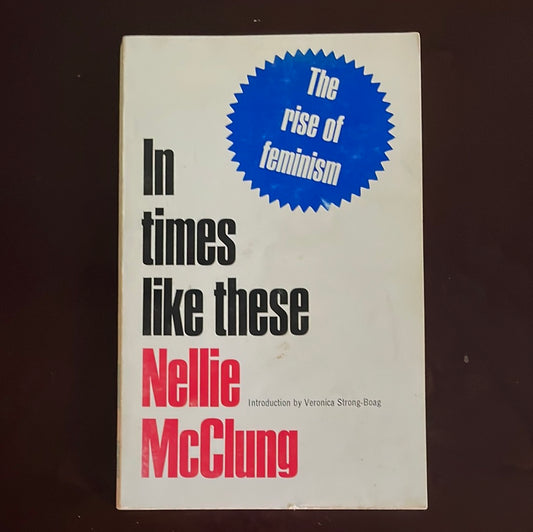 The
rise of
feminism
In
times
like these
Nellie
Introduction by Veronica Strong-Boag
McClung